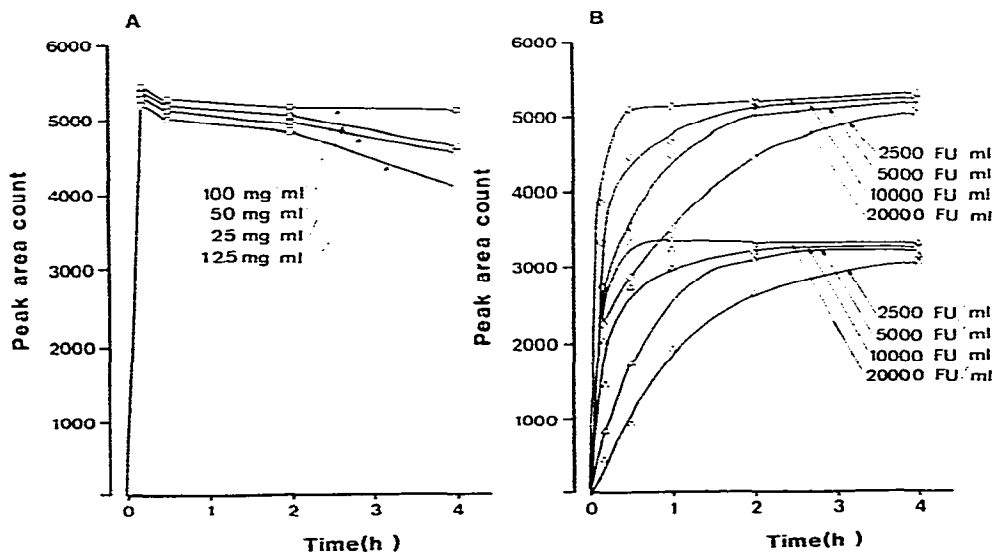 A
6000
5000
4000
3000
2000
1000
0
Peak area count
100 mg ml
50 mg ml
25 mg ml
125 mg ml
0 1 2 3 4
Time(h )
B
6000
5000
4000
3000
2000
1000
0
Peak area count
2500 FU ml
5000 FU ml
10000 FU ml
20000 FU ml
2500 FU ml
5000 FU ml
10000 FU ml
20000 FU ml
0 1 2 3 4
Time(h )